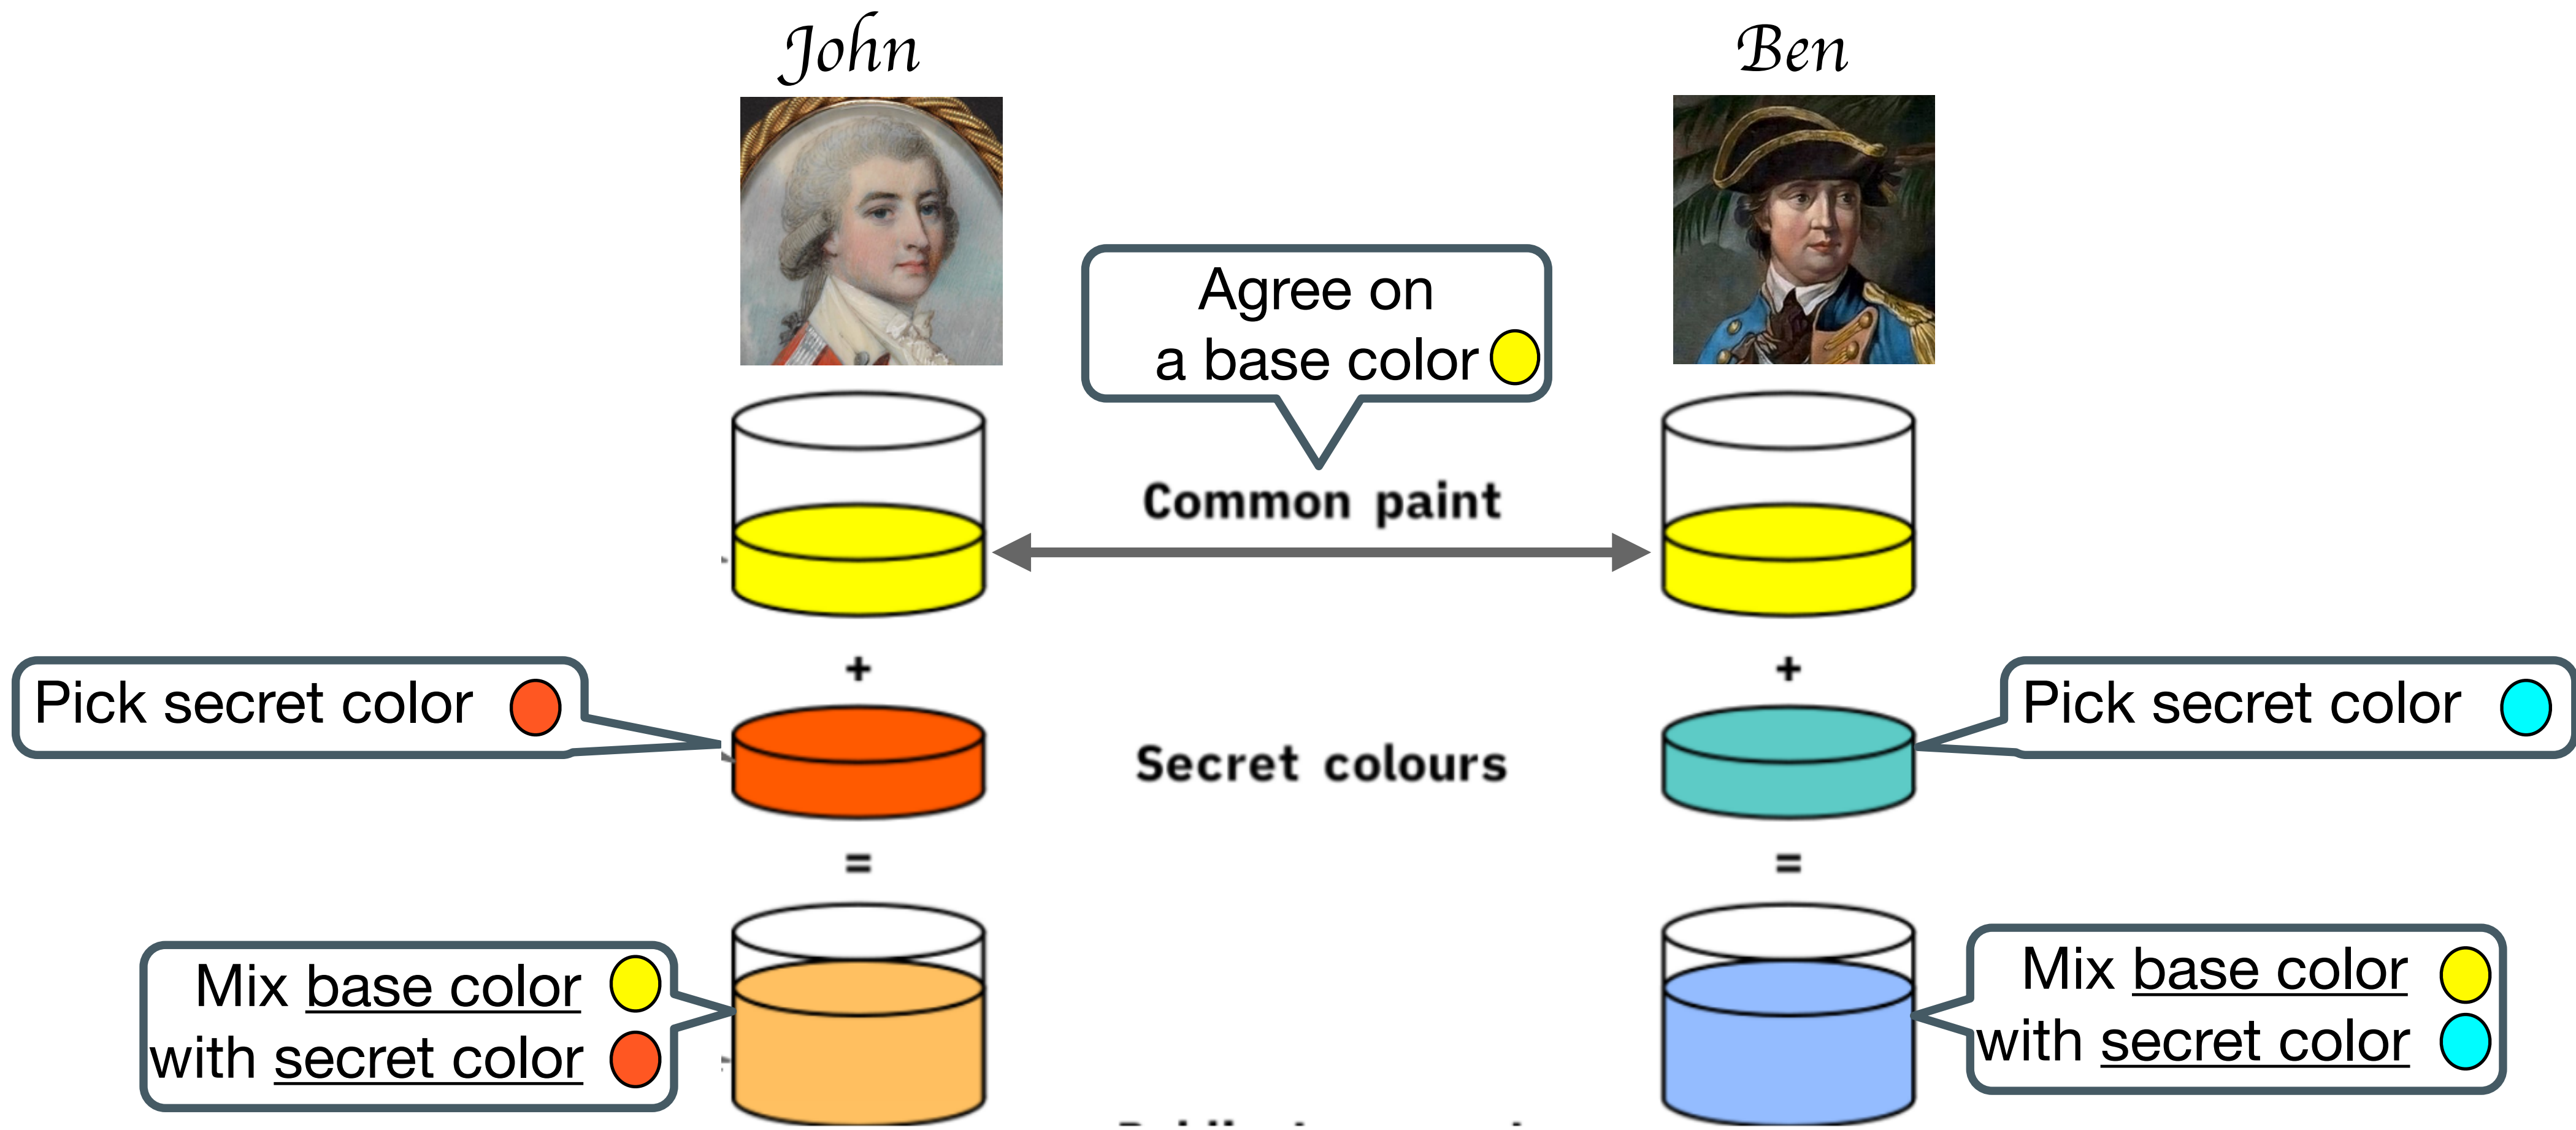 John
Ben
Agree on
a base color
Common paint
+
+
Pick secret color
Pick secret color
Secret colours
=
=
Mix base color
with secret color
Mix base color
with secret color